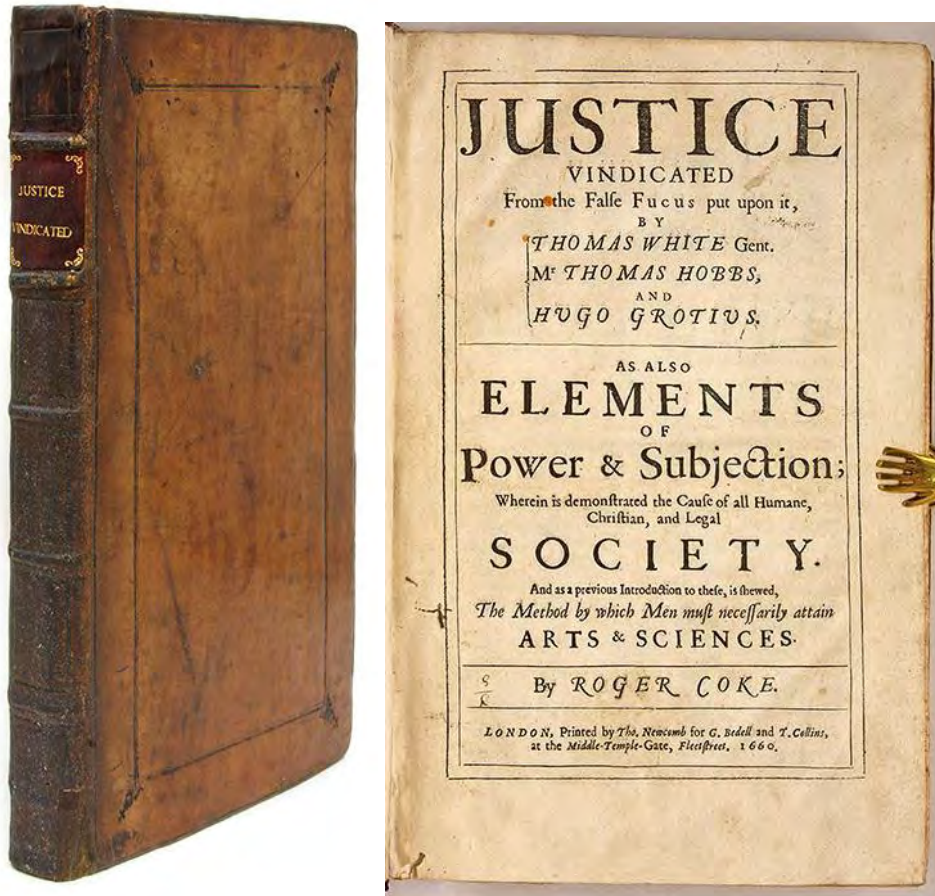 JUSTICE
VINDICATED
JUSTICE
VINDICATED
From the Falſe Fucus put upon it,
BY
THOMAS WHITE Gent.
Mr THOMAS HOBBS,
AND
HUGO GROTIUS.
AS ALSO
ELEMENTS
OF
Power & Subjection;
Wherein is demonſtrated the Cauſe of all Humane,
Chriſtian, and Legal
SOCIETY.
And as a previous Introduction to theſe, is ſhewed,
The Method by which Men muſt neceſſarily attain
ARTS & SCIENCES.
By ROGER COKE.
LONDON, Printed by Tho. Newcomb for G. Bedell and T. Collins,
at the Middle-Temple-Gate, Fleetſtreet. 1660.